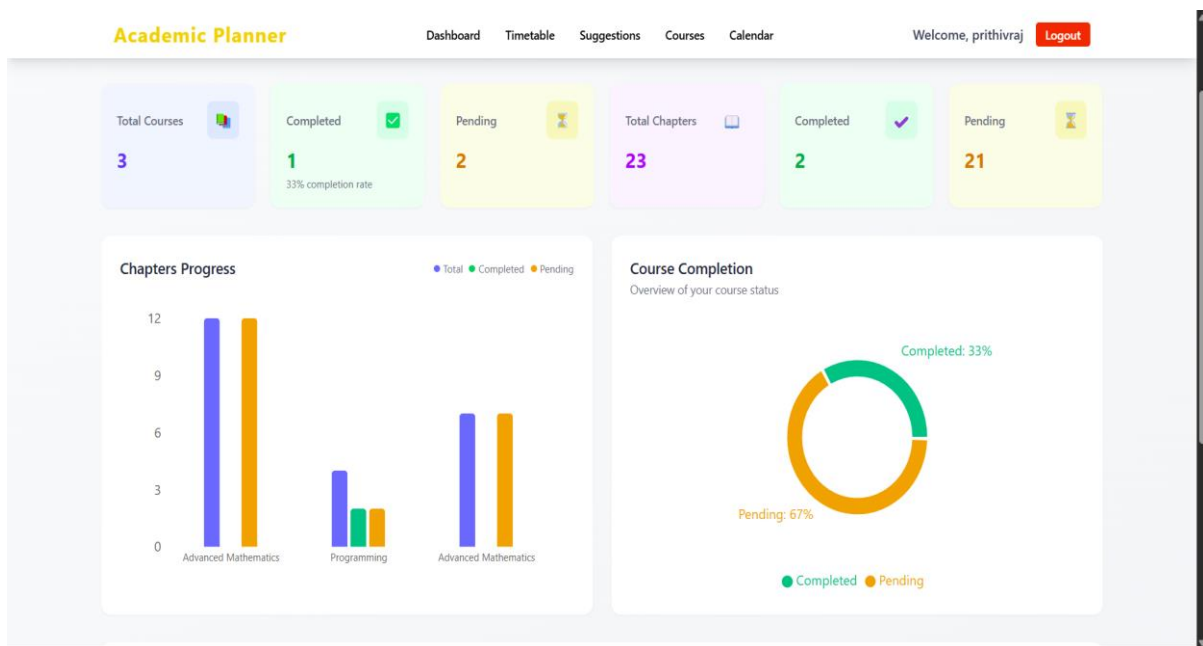 Academic Planner
Dashboard Timetable Suggestions Courses Calendar
Welcome, prithivraj Logout
Total Courses
3
Completed
1
33% completion rate
Pending
2
Total Chapters
23
Completed
2
Pending
21
Chapters Progress
Total Completed Pending
12
9
6
3
0
Advanced Mathematics Programming Advanced Mathematics
Course Completion
Overview of your course status
Completed: 33%
Pending: 67%
Completed Pending